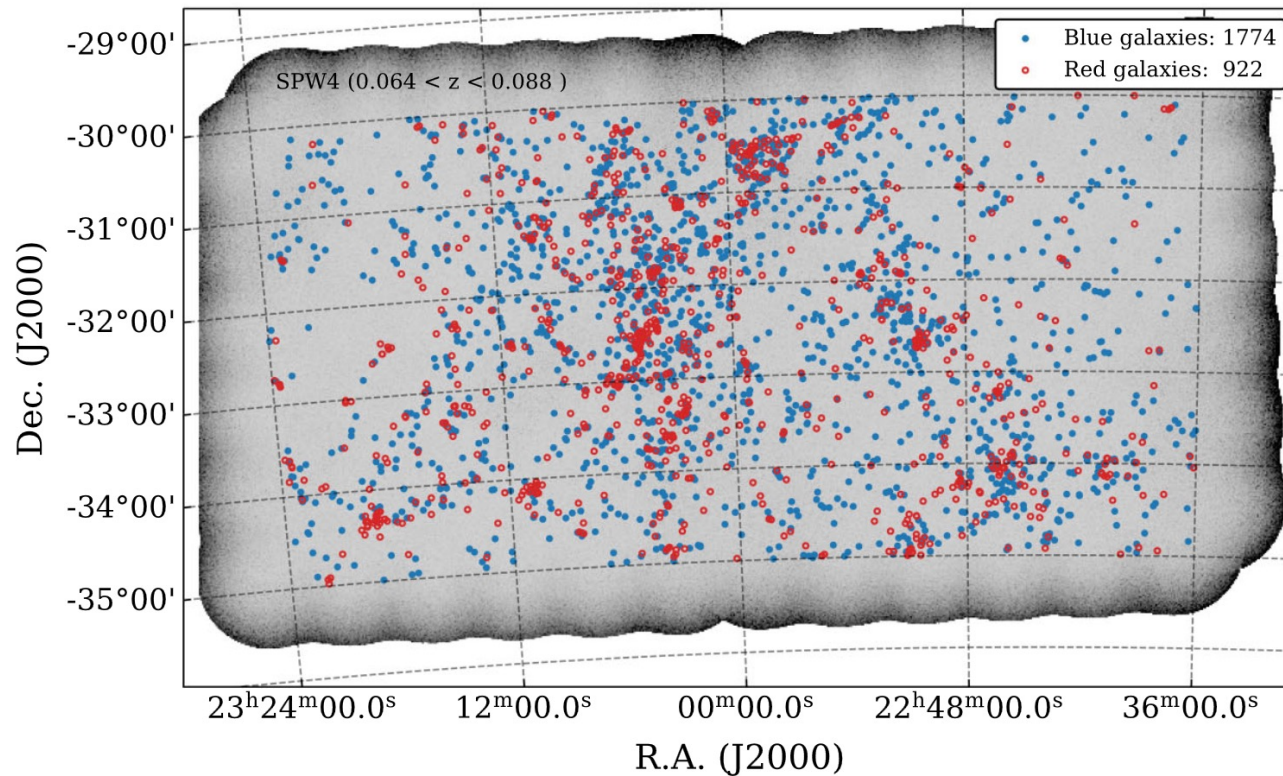 -29°00'
SPW4 (0.064 < z < 0.088 )
Blue galaxies: 1774
Red galaxies: 922
-30°00'
-31°00'
-32°00'
-33°00'
-34°00'
-35°00'
Dec. (J2000)
23ʰ24ᵐ00.0ˢ 12ᵐ00.0ˢ 00ᵐ00.0ˢ 22ʰ48ᵐ00.0ˢ 36ᵐ00.0ˢ
R.A. (J2000)